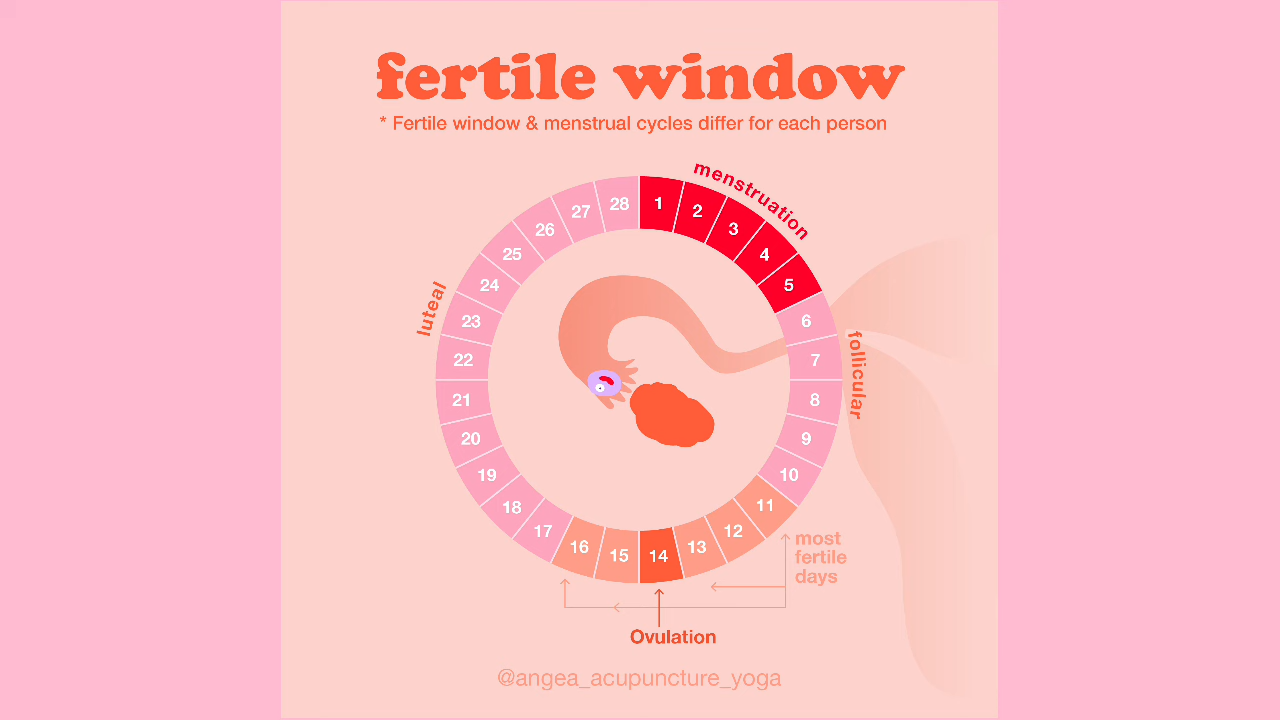 fertile window
* Fertile window & menstrual cycles differ for each person
menstruation
1
2
3
4
5
6
7
8
9
10
11
12
13
14
15
16
17
18
19
20
21
22
23
24
25
26
27
28
follicular
luteal
most
fertile
days
Ovulation
@angea_acupuncture_yoga